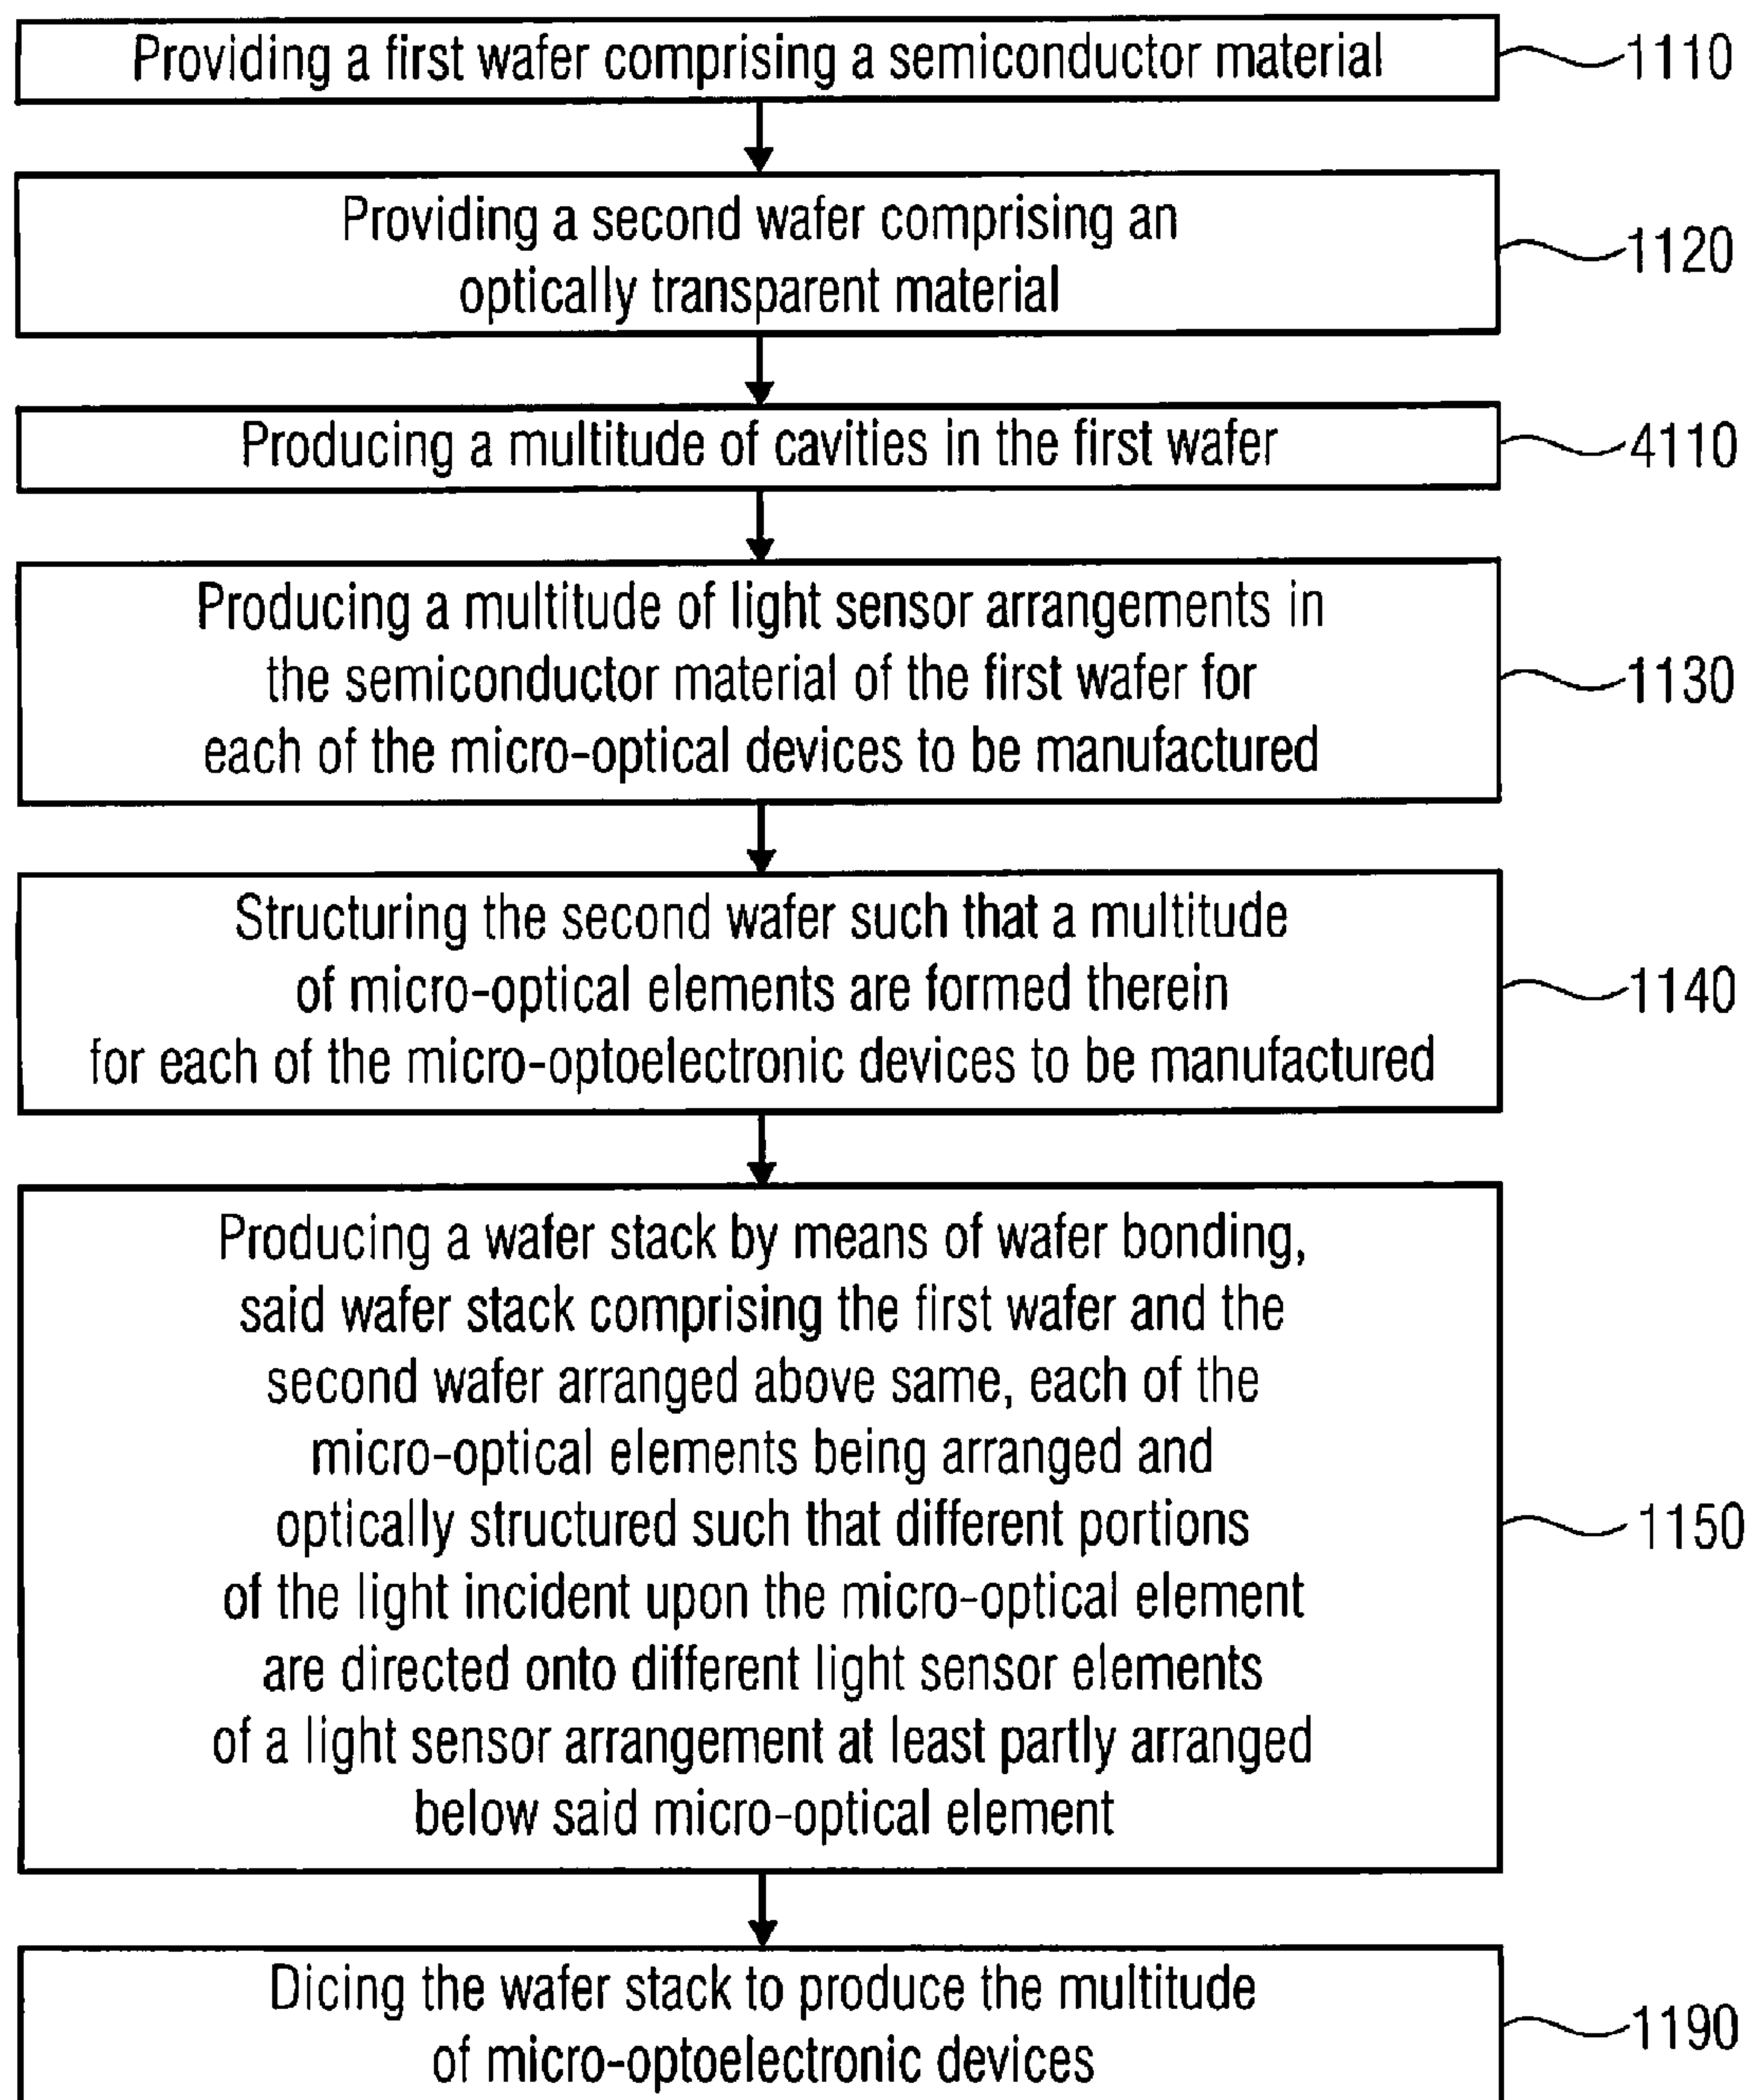 Providing a first wafer comprising a semiconductor material
1110
Providing a second wafer comprising an
optically transparent material
1120
Producing a multitude of cavities in the first wafer
4110
Producing a multitude of light sensor arrangements in
the semiconductor material of the first wafer for
each of the micro-optical devices to be manufactured
1130
Structuring the second wafer such that a multitude
of micro-optical elements are formed therein
for each of the micro-optoelectronic devices to be manufactured
1140
Producing a wafer stack by means of wafer bonding,
said wafer stack comprising the first wafer and the
second wafer arranged above same, each of the
micro-optical elements being arranged and
optically structured such that different portions
of the light incident upon the micro-optical element
are directed onto different light sensor elements
of a light sensor arrangement at least partly arranged
below said micro-optical element
1150
Dicing the wafer stack to produce the multitude
of micro-optoelectronic devices
1190